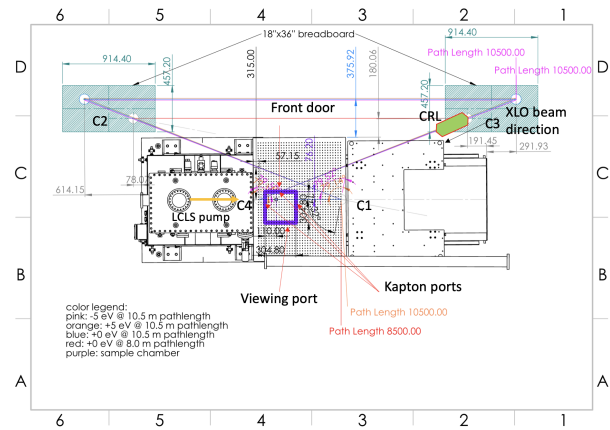 6 5 4 3 2 1
914.40
18"x36" breadboard
914.40
Path Length 10500.00
Path Length 10500.00
D
D
457.20
315.00
375.92
180.06
457.20
Front door
CRL
XLO beam
direction
C2
C3
C
C
57.15
76.20
191.45
291.93
78.07
614.15
C4
C1
LCLS pump
10.00
304.80
B
B
Viewing port
Kapton ports
Path Length 10500.00
Path Length 8500.00
color legend:
pink: -5 eV @ 10.5 m pathlength
orange: +5 eV @ 10.5 m pathlength
blue: +0 eV @ 10.5 m pathlength
red: +0 eV @ 8.0 m pathlength
purple: sample chamber
A
A
6 5 4 3 2 1